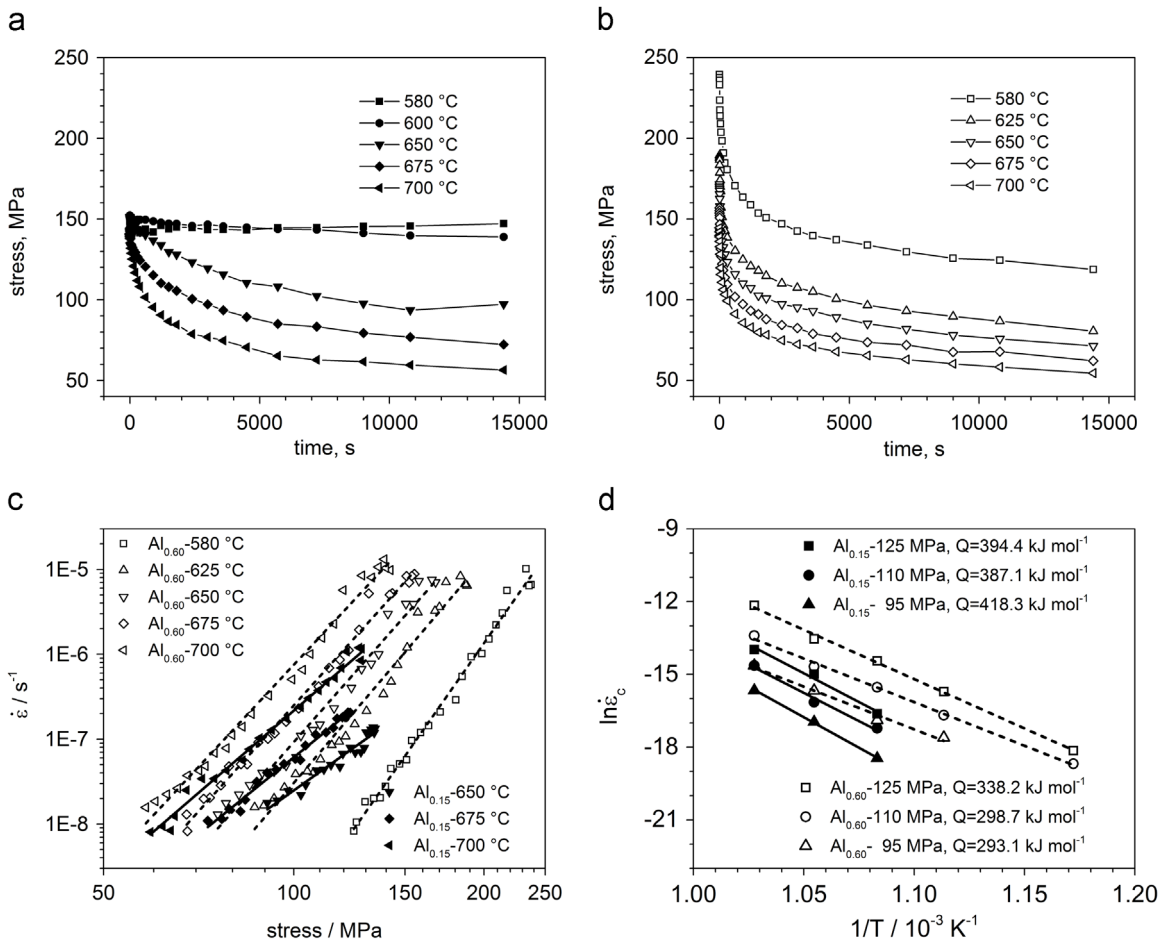 a
250
200
150
100
50
stress, MPa
580 °C
600 °C
650 °C
675 °C
700 °C
0 5000 10000 15000
time, s
b
250
200
150
100
50
stress, MPa
580 °C
625 °C
650 °C
675 °C
700 °C
0 5000 10000 15000
time, s
c
1E-5
1E-6
1E-7
1E-8
ε̇ / s⁻¹
Al₀.₆₀-580 °C
Al₀.₆₀-625 °C
Al₀.₆₀-650 °C
Al₀.₆₀-675 °C
Al₀.₆₀-700 °C
Al₀.₁₅-650 °C
Al₀.₁₅-675 °C
Al₀.₁₅-700 °C
50 100 150 200 250
stress / MPa
d
-9
-12
-15
-18
-21
lnε̇c
Al₀.₁₅-125 MPa, Q=394.4 kJ mol⁻¹
Al₀.₁₅-110 MPa, Q=387.1 kJ mol⁻¹
Al₀.₁₅- 95 MPa, Q=418.3 kJ mol⁻¹
Al₀.₆₀-125 MPa, Q=338.2 kJ mol⁻¹
Al₀.₆₀-110 MPa, Q=298.7 kJ mol⁻¹
Al₀.₆₀- 95 MPa, Q=293.1 kJ mol⁻¹
1.00 1.05 1.10 1.15 1.20
1/T / 10⁻³ K⁻¹